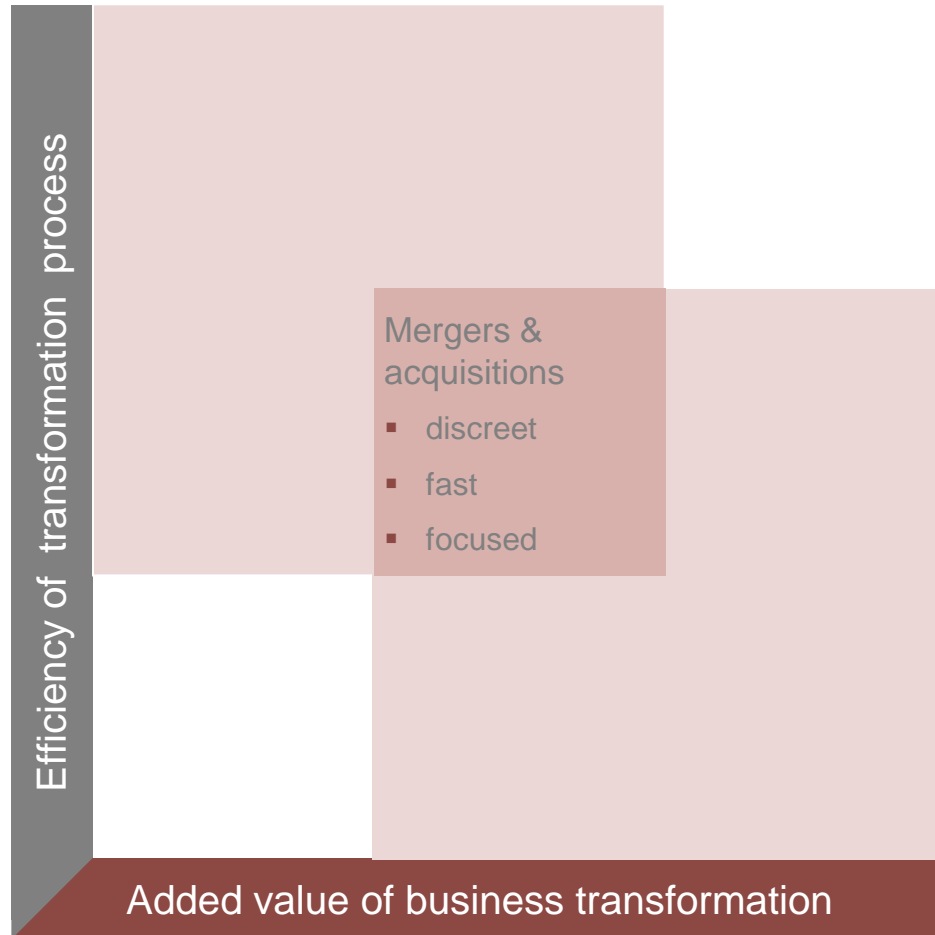 Efficiency of transformation process
Mergers &
acquisitions
▪ discreet
▪ fast
▪ focused
Added value of business transformation